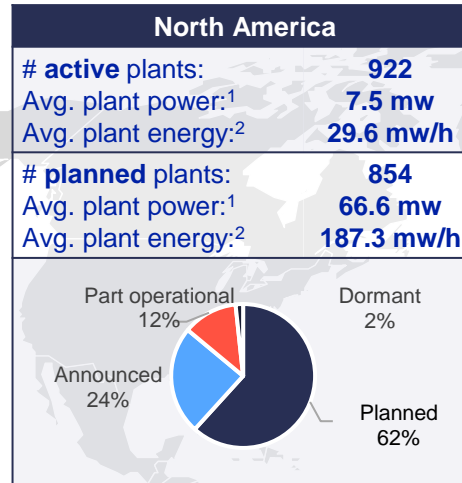 North America
# active plants: 922
Avg. plant power:1 7.5 mw
Avg. plant energy:2 29.6 mw/h
# planned plants: 854
Avg. plant power:1 66.6 mw
Avg. plant energy:2 187.3 mw/h
Part operational
12%
Dormant
2%
Announced
24%
Planned
62%